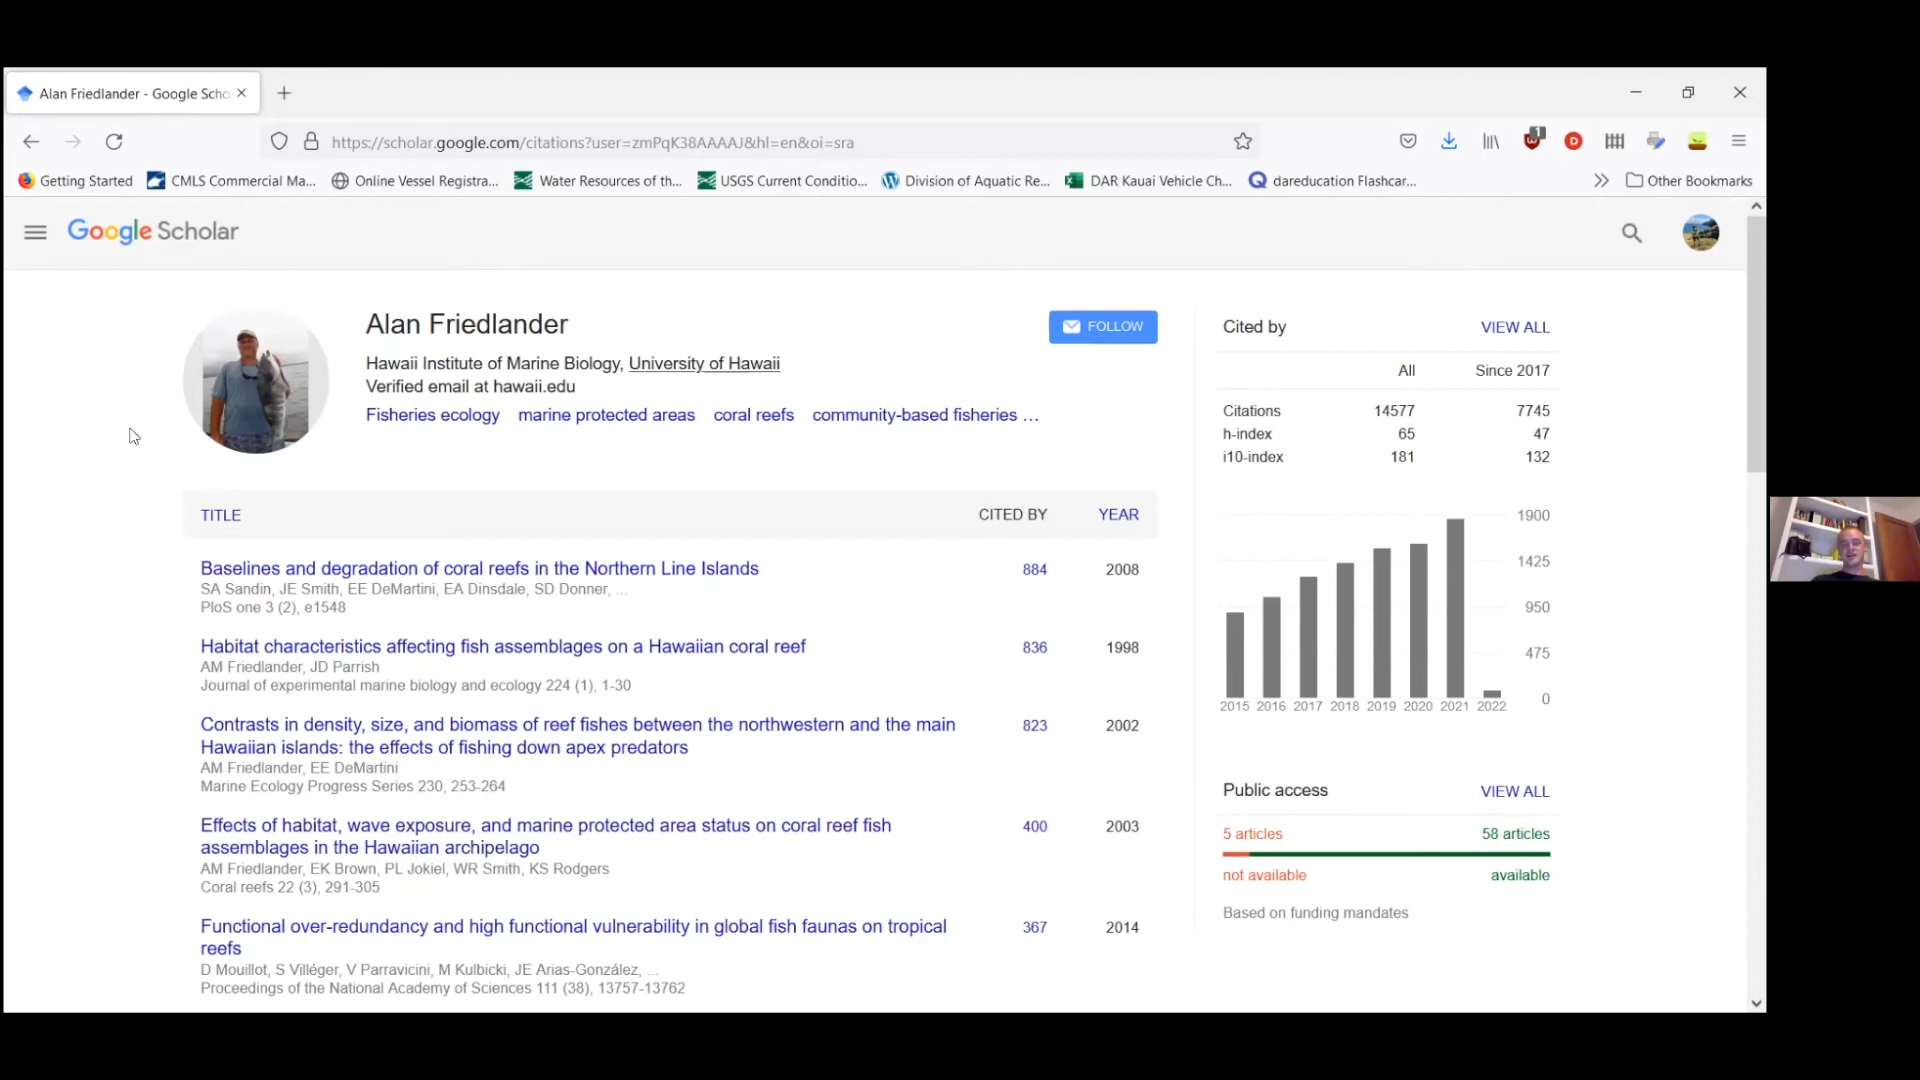 Alan Friedlander - Google Scho
https://scholar.google.com/citations?user=zmPqK38AAAAJ&hl=en&oi=sra
1
D
Getting Started CMLS Commercial Ma... Online Vessel Registra... Water Resources of th... USGS Current Conditio... Division of Aquatic Re... DAR Kauai Vehicle Ch... dareducation Flashcar... Other Bookmarks
Google Scholar
Alan Friedlander
FOLLOW
Hawaii Institute of Marine Biology, University of Hawaii
Verified email at hawaii.edu
Fisheries ecology marine protected areas coral reefs community-based fisheries …
TITLE CITED BY YEAR
Baselines and degradation of coral reefs in the Northern Line Islands 884 2008
SA Sandin, JE Smith, EE DeMartini, EA Dinsdale, SD Donner, ...
PloS one 3 (2), e1548
Habitat characteristics affecting fish assemblages on a Hawaiian coral reef 836 1998
AM Friedlander, JD Parrish
Journal of experimental marine biology and ecology 224 (1), 1-30
Contrasts in density, size, and biomass of reef fishes between the northwestern and the main 823 2002
Hawaiian islands: the effects of fishing down apex predators
AM Friedlander, EE DeMartini
Marine Ecology Progress Series 230, 253-264
Effects of habitat, wave exposure, and marine protected area status on coral reef fish 400 2003
assemblages in the Hawaiian archipelago
AM Friedlander, EK Brown, PL Jokiel, WR Smith, KS Rodgers
Coral reefs 22 (3), 291-305
Functional over-redundancy and high functional vulnerability in global fish faunas on tropical 367 2014
reefs
D Mouillot, S Villéger, V Parravicini, M Kulbicki, JE Arias-González, ...
Proceedings of the National Academy of Sciences 111 (38), 13757-13762
Cited by VIEW ALL
All Since 2017
Citations 14577 7745
h-index 65 47
i10-index 181 132
1900
1425
950
475
0
2015 2016 2017 2018 2019 2020 2021 2022
Public access VIEW ALL
5 articles 58 articles
not available available
Based on funding mandates